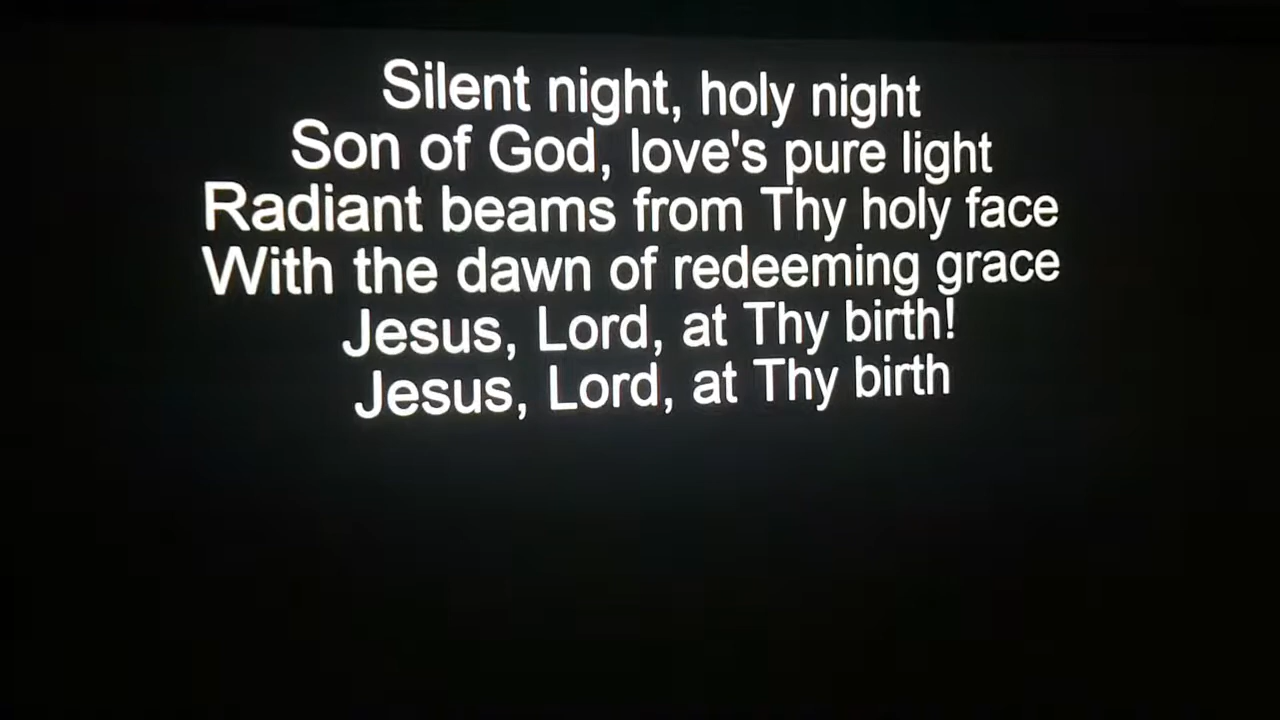 Silent night, holy night
Son of God, love's pure light
Radiant beams from Thy holy face
With the dawn of redeeming grace
Jesus, Lord, at Thy birth!
Jesus, Lord, at Thy birth